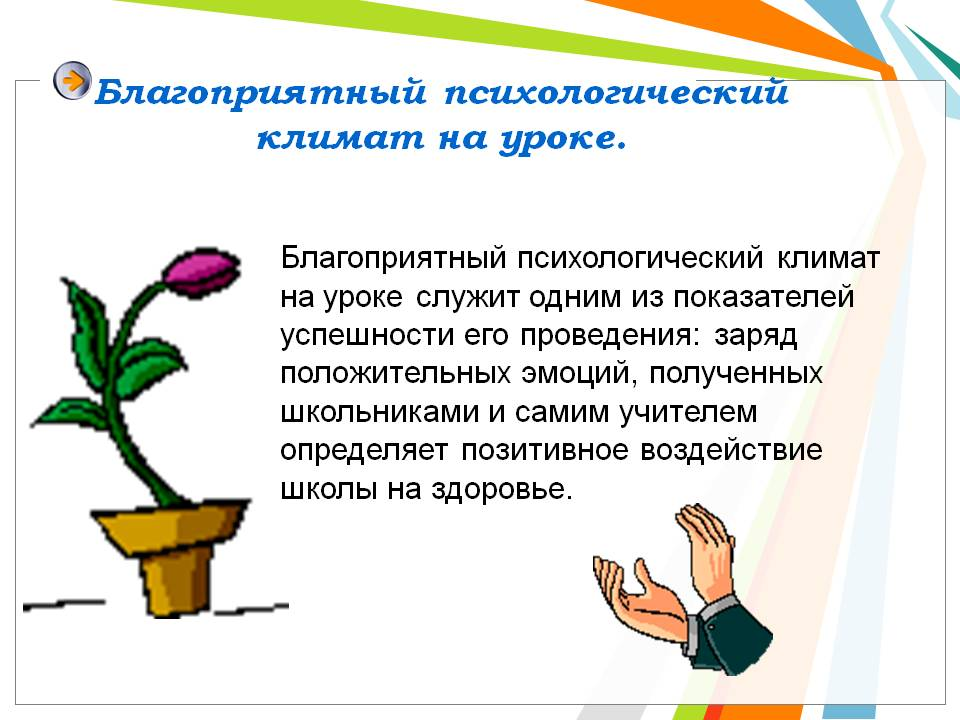 Благоприятный психологический
климат на уроке.
Благоприятный психологический климат
на уроке служит одним из показателей
успешности его проведения: заряд
положительных эмоций, полученных
школьниками и самим учителем
определяет позитивное воздействие
школы на здоровье.